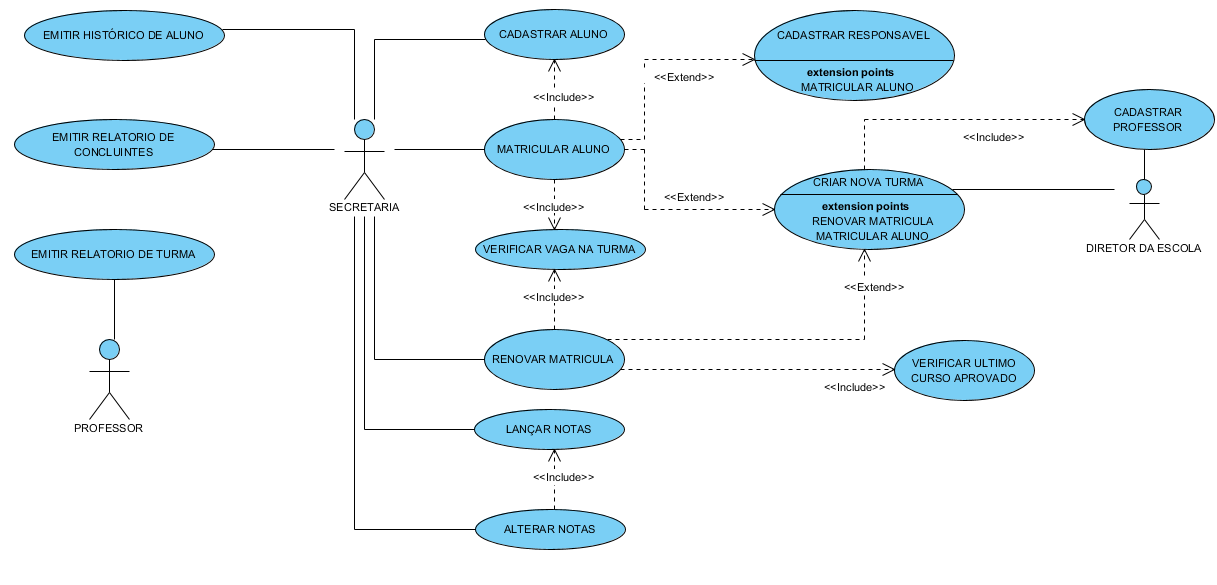 EMITIR HISTÓRICO DE ALUNO
CADASTRAR ALUNO
CADASTRAR RESPONSAVEL
extension points
MATRICULAR ALUNO
<<Extend>>
<<Include>>
EMITIR RELATORIO DE
CONCLUINTES
SECRETARIA
MATRICULAR ALUNO
<<Include>>
CADASTRAR
PROFESSOR
<<Extend>>
CRIAR NOVA TURMA
extension points
RENOVAR MATRICULA
MATRICULAR ALUNO
DIRETOR DA ESCOLA
<<Include>>
EMITIR RELATORIO DE TURMA
VERIFICAR VAGA NA TURMA
<<Include>>
<<Extend>>
RENOVAR MATRICULA
VERIFICAR ULTIMO
CURSO APROVADO
<<Include>>
PROFESSOR
LANÇAR NOTAS
<<Include>>
ALTERAR NOTAS